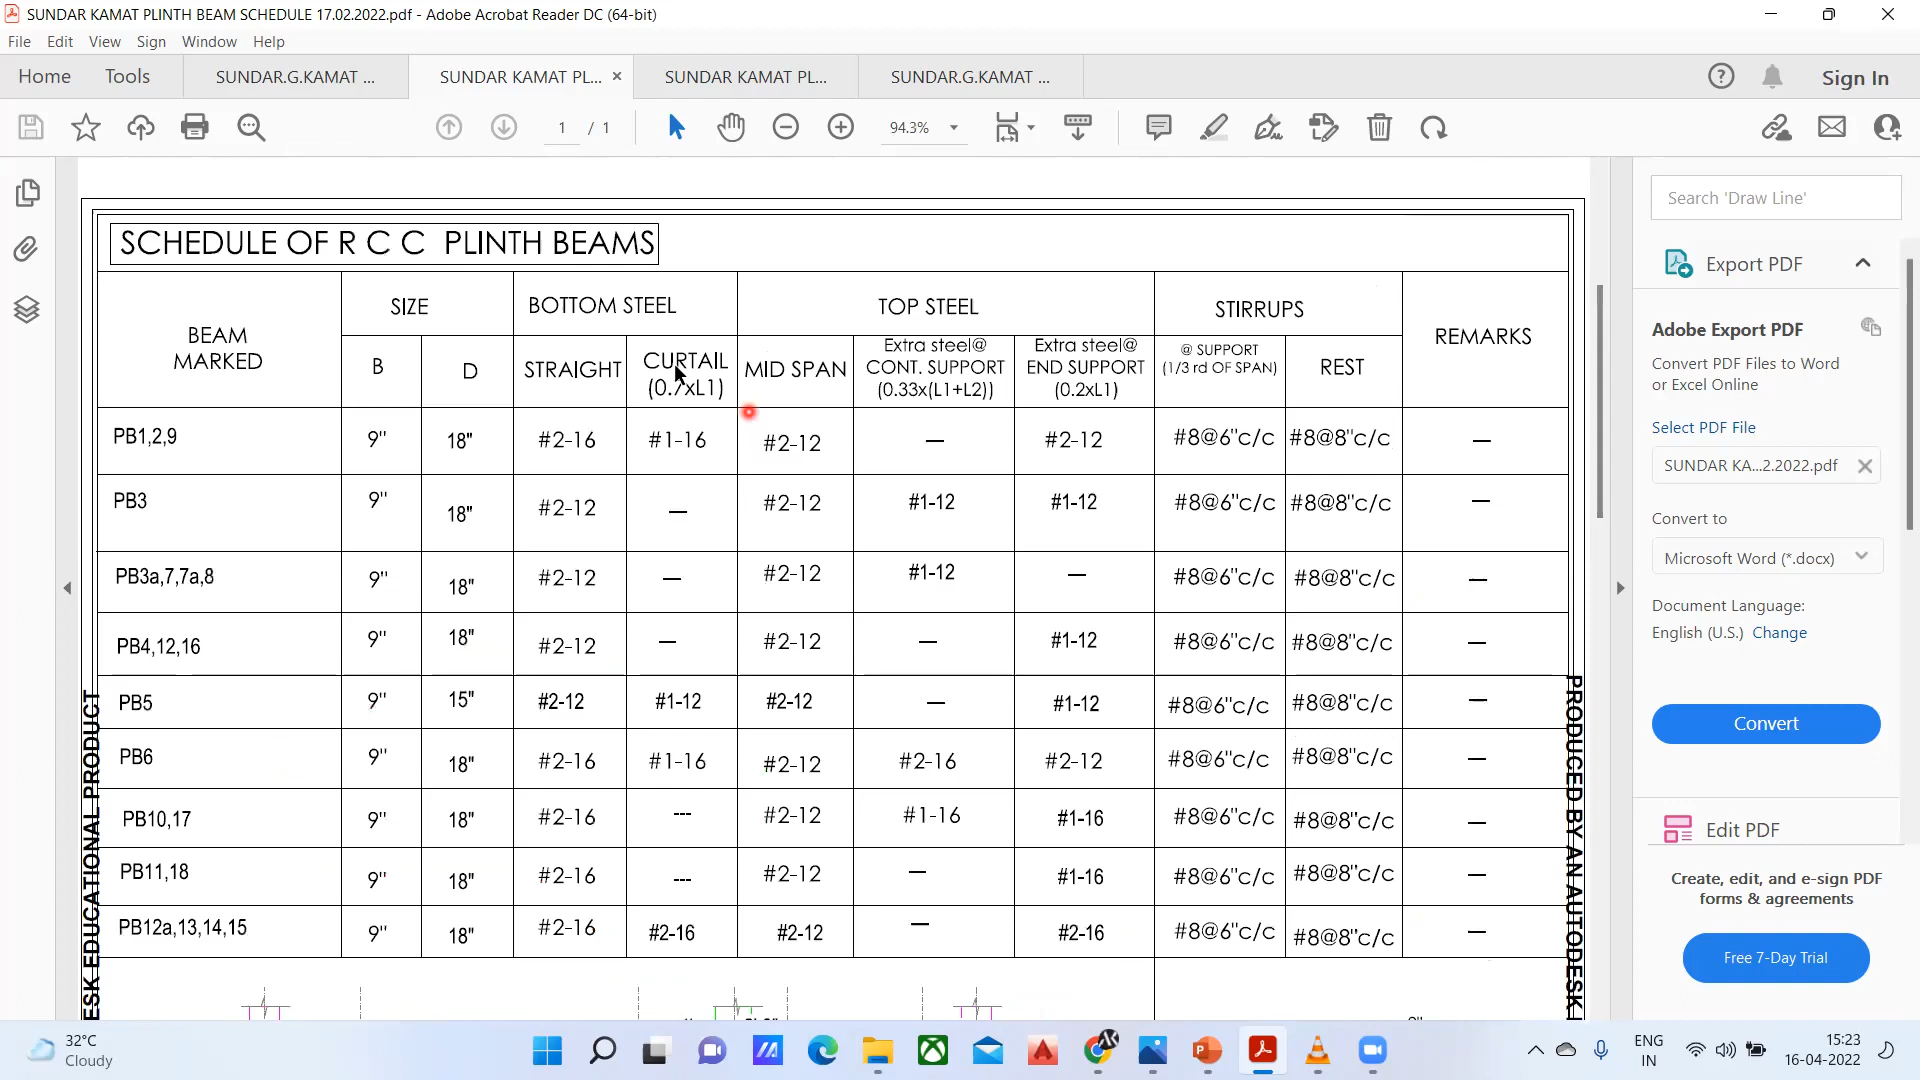 SUNDAR KAMAT PLINTH BEAM SCHEDULE 17.02.2022.pdf - Adobe Acrobat Reader DC (64-bit)
File Edit View Sign Window Help
Home Tools SUNDAR.G.KAMAT ... SUNDAR KAMAT PL... × SUNDAR KAMAT PL... SUNDAR.G.KAMAT ... Sign In
1 / 1 94.3%
Search 'Draw Line'
Export PDF
Adobe Export PDF
Convert PDF Files to Word
or Excel Online
Select PDF File
SUNDAR KA...2.2022.pdf
Convert to
Microsoft Word (*.docx)
Document Language:
English (U.S.) Change
Convert
Edit PDF
Create, edit, and e-sign PDF
forms & agreements
Free 7-Day Trial
SCHEDULE OF R C C PLINTH BEAMS
BEAM
MARKED
SIZE BOTTOM STEEL TOP STEEL STIRRUPS REMARKS
B D STRAIGHT
CURTAIL
(0.7xL1)
MID SPAN
Extra steel@
CONT. SUPPORT
(0.33x(L1+L2))
Extra steel@
END SUPPORT
(0.2xL1)
@ SUPPORT
(1/3 rd OF SPAN)
REST
PB1,2,9 9" 18" #2-16 #1-16 #2-12 — #2-12 #8@6"c/c #8@8"c/c —
PB3 9" 18" #2-12 — #2-12 #1-12 #1-12 #8@6"c/c #8@8"c/c —
PB3a,7,7a,8 9" 18" #2-12 — #2-12 #1-12 — #8@6"c/c #8@8"c/c —
PB4,12,16 9" 18" #2-12 — #2-12 — #1-12 #8@6"c/c #8@8"c/c —
PB5 9" 15" #2-12 #1-12 #2-12 — #1-12 #8@6"c/c #8@8"c/c —
PB6 9" 18" #2-16 #1-16 #2-12 #2-16 #2-12 #8@6"c/c #8@8"c/c —
PB10,17 9" 18" #2-16 --- #2-12 #1-16 #1-16 #8@6"c/c #8@8"c/c —
PB11,18 9" 18" #2-16 --- #2-12 — #1-16 #8@6"c/c #8@8"c/c —
PB12a,13,14,15 9" 18" #2-16 #2-16 #2-12 — #2-16 #8@6"c/c #8@8"c/c —
ESK EDUCATIONAL PRODUCT
PRODUCED BY AN AUTODESK
32°C
Cloudy
ENG
IN
15:23
16-04-2022